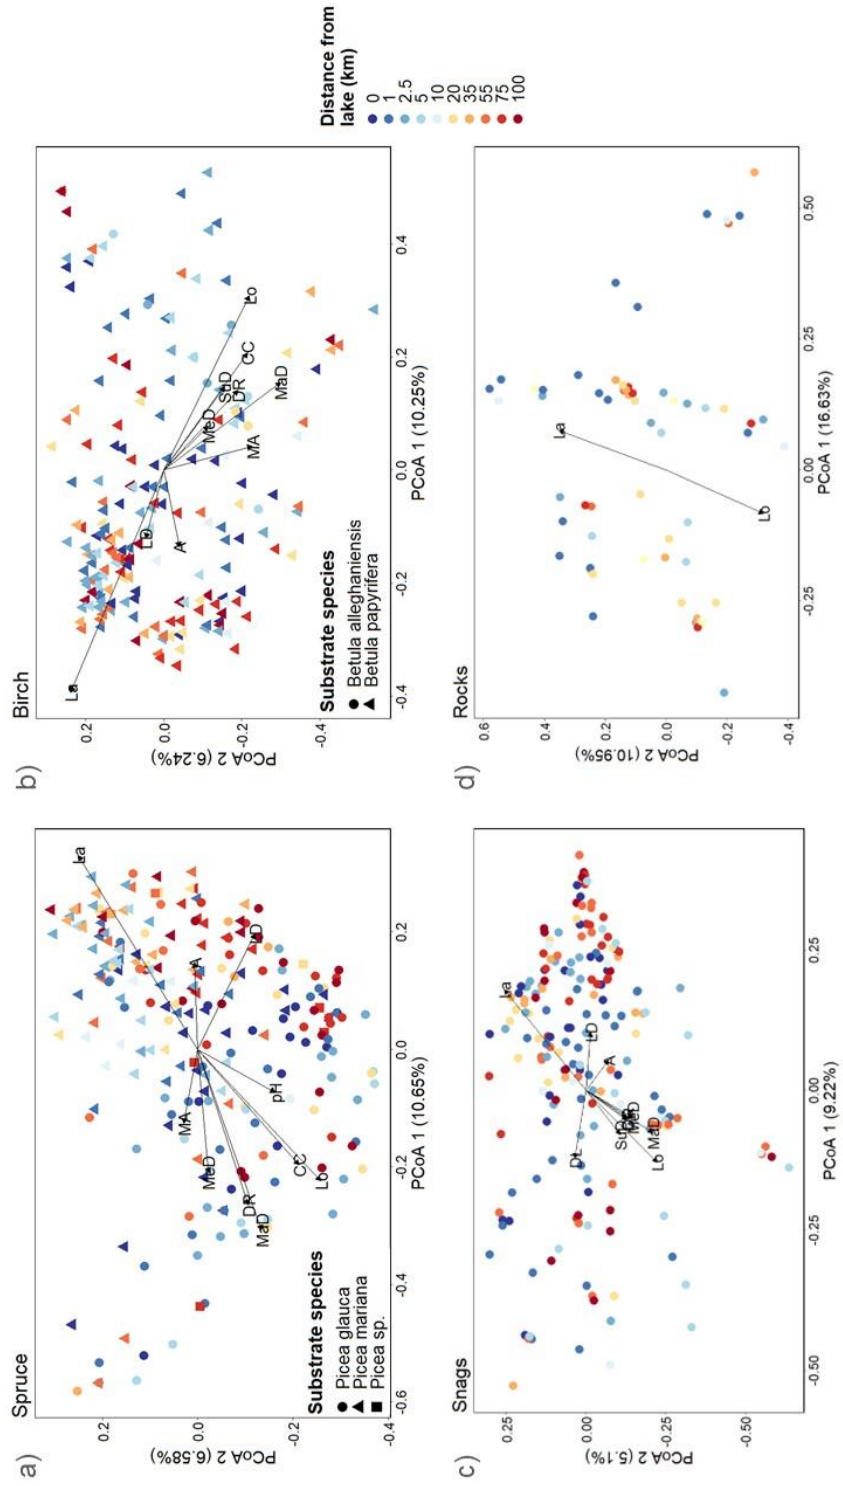 a)
Spruce
PCoA 2 (6.58%)
0.2
0.0
-0.2
-0.4
La
A
LD
MA
MeD
pH
CC
Lo
DR
MaD
Substrate species
Picea glauca
Picea mariana
Picea sp.
-0.6 -0.4 -0.2 0.0 0.2
PCoA 1 (10.65%)
b)
Birch
PCoA 2 (6.24%)
0.2
0.0
-0.2
-0.4
La
LD
A
Lo
CC
SuD
DR
MeD
MaD
MA
Substrate species
Betula alleghaniensis
Betula papyrifera
-0.4 -0.2 0.0 0.2 0.4
PCoA 1 (10.25%)
Distance from
lake (km)
0
1
2.5
5
10
20
35
55
75
100
c)
Snags
PCoA 2 (5.1%)
0.25
0.00
-0.25
-0.50
La
LD
A
DL
SuD
MeD
MaD
Lo
-0.50 -0.25 0.00 0.25
PCoA 1 (9.22%)
d)
Rocks
PCoA 2 (10.95%)
0.6
0.4
0.2
0.0
-0.2
-0.4
La
Lo
-0.25 0.00 0.25 0.50
PCoA 1 (16.63%)